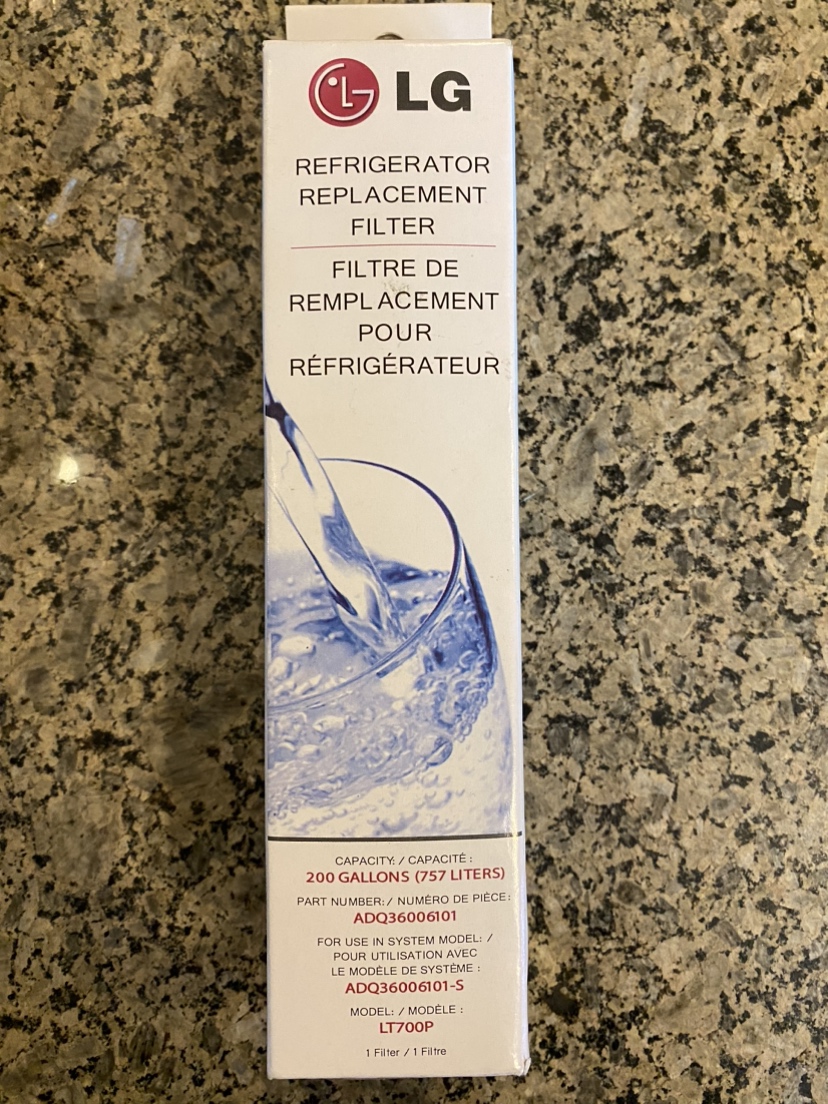 LG
REFRIGERATOR
REPLACEMENT
FILTER
FILTRE DE
REMPLACEMENT
POUR
RÉFRIGÉRATEUR
CAPACITY: / CAPACITÉ :
200 GALLONS (757 LITERS)
PART NUMBER: / NUMÉRO DE PIÈCE:
ADQ36006101
FOR USE IN SYSTEM MODEL: /
POUR UTILISATION AVEC
LE MODÈLE DE SYSTÈME :
ADQ36006101-S
MODEL: / MODÈLE :
LT700P
1 Filter / 1 Filtre